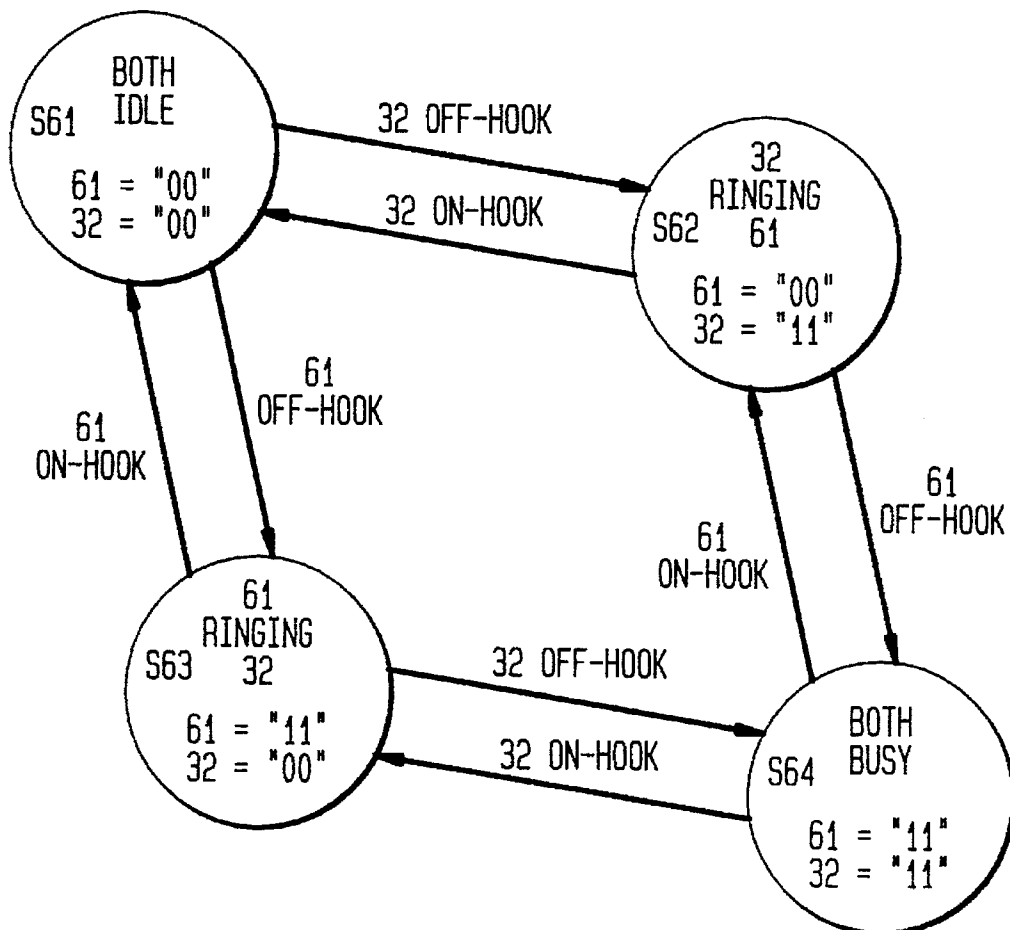 BOTH
IDLE
S61
61 = "00"
32 = "00"
32 OFF-HOOK
32 ON-HOOK
32
RINGING
S62 61
61 = "00"
32 = "11"
61
OFF-HOOK
61
ON-HOOK
61
OFF-HOOK
61
ON-HOOK
61
RINGING
S63 32
61 = "11"
32 = "00"
32 OFF-HOOK
32 ON-HOOK
BOTH
BUSY
S64
61 = "11"
32 = "11"